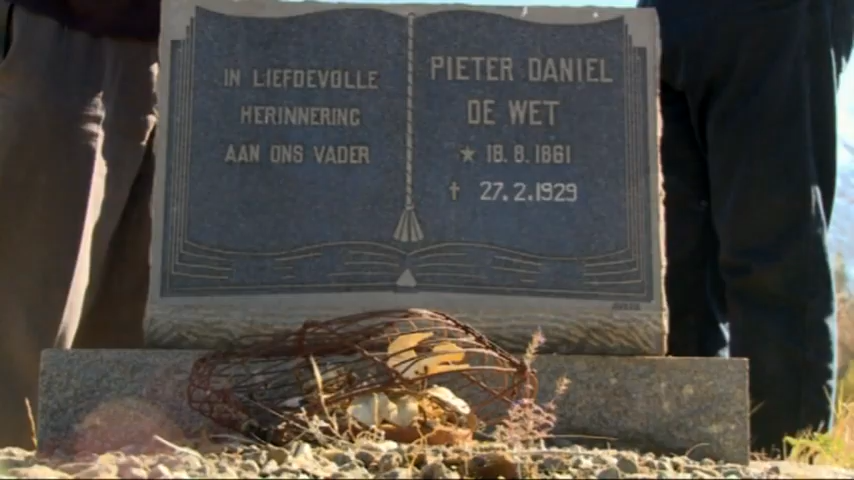 IN LIEFDEVOLLE
HERINNERING
AAN ONS VADER
PIETER DANIEL
DE WET
★ 18.8.1861
† 27.2.1929